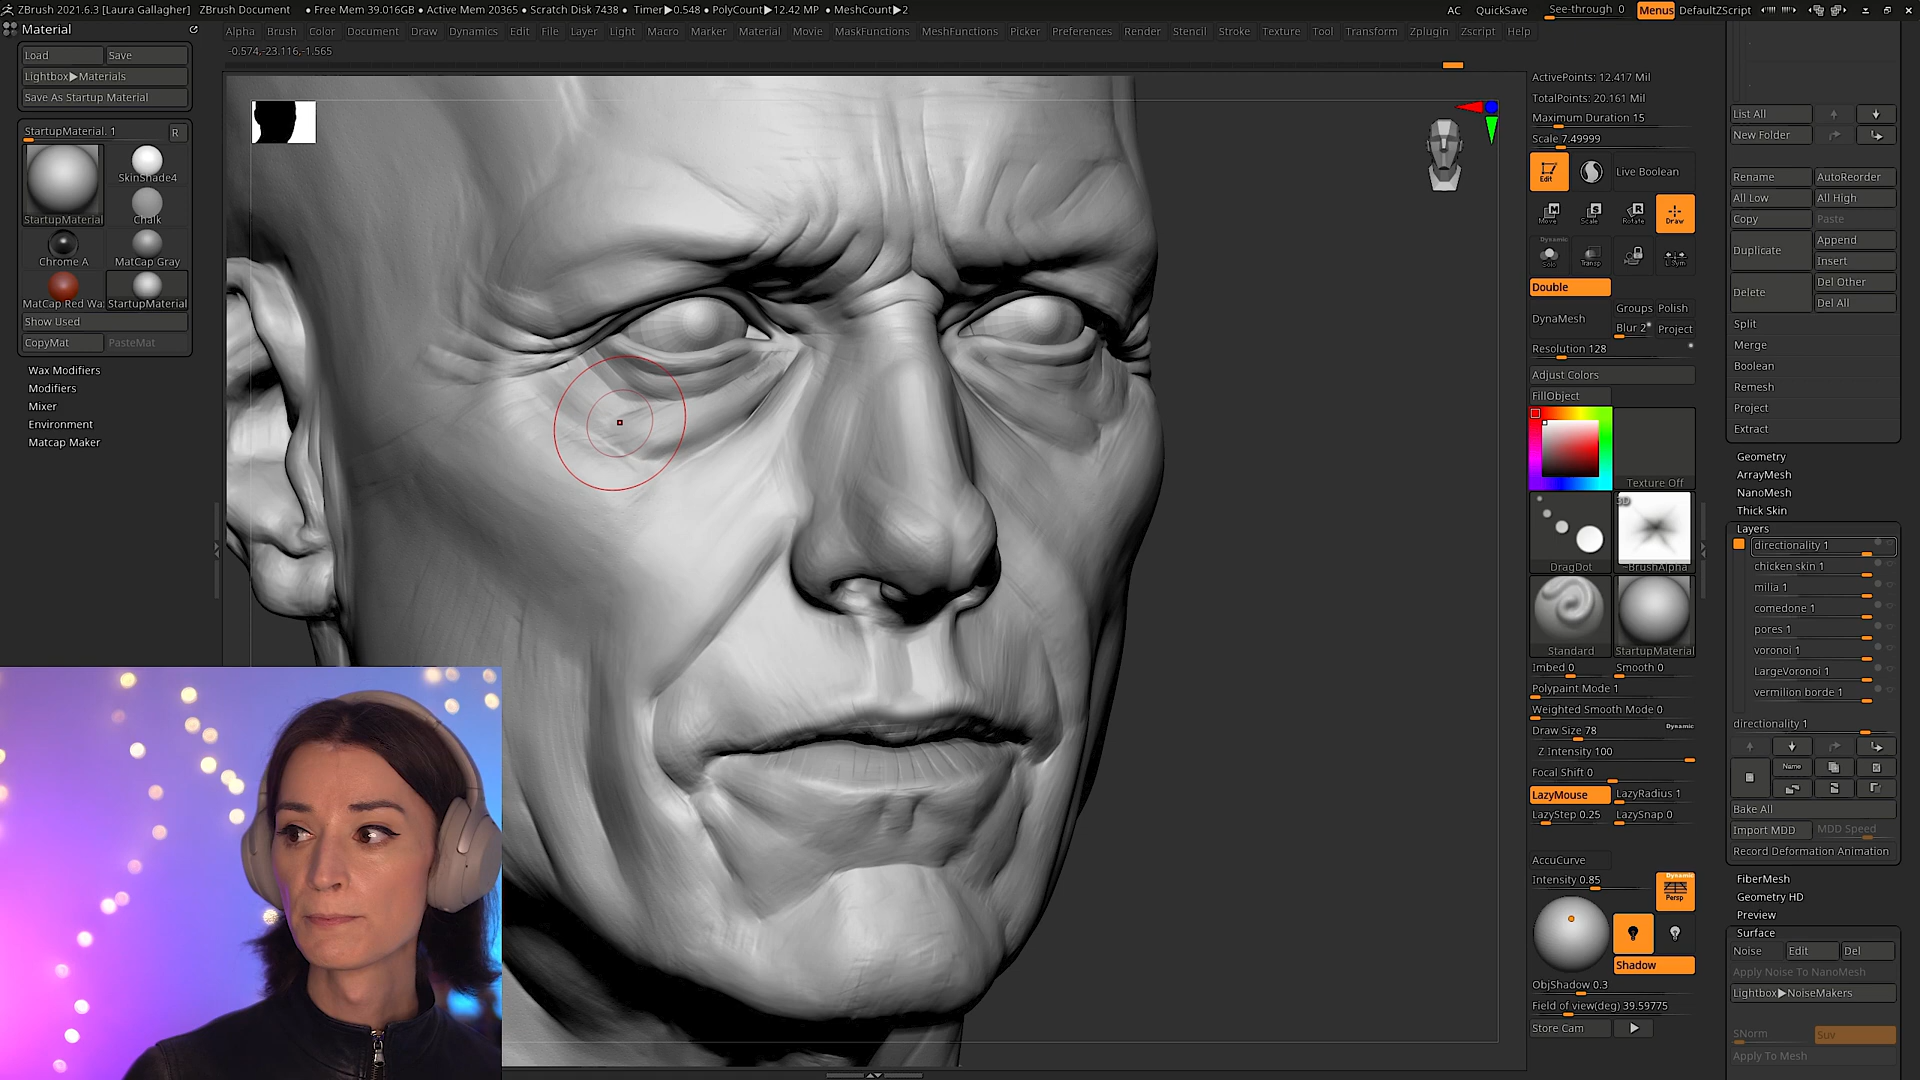 ZBrush 2021.6.3 [Laura Gallagher] ZBrush Document • Free Mem 39.016GB • Active Mem 20365 • Scratch Disk 7438 • Timer▶0.548 • PolyCount▶12.42 MP • MeshCount▶2 AC QuickSave See-through 0 Menus DefaultZScript
Material
Alpha Brush Color Document Draw Dynamics Edit File Layer Light Macro Marker Material Movie MaskFunctions MeshFunctions Picker Preferences Render Stencil Stroke Texture Tool Transform Zplugin Zscript Help
-0.574,-23.116,-1.565
Load Save
Lightbox▶Materials
Save As Startup Material
StartupMaterial. 1 R
SkinShade4
StartupMaterial Chalk
Chrome A MatCap Gray
MatCap Red Wa: StartupMaterial
Show Used
CopyMat PasteMat
Wax Modifiers
Modifiers
Mixer
Environment
Matcap Maker
ActivePoints: 12.417 Mil
TotalPoints: 20.161 Mil
Maximum Duration 15
Scale 7.49999
Edit Live Boolean
Move Scale Rotate Draw
Dynamic
Solo Transp L.Sym
Double
DynaMesh Groups Polish
Blur 2 Project
Resolution 128
Adjust Colors
FillObject
Texture Off
DragDot ~BrushAlpha
Standard StartupMaterial
Imbed 0 Smooth 0
Polypaint Mode 1
Weighted Smooth Mode 0
Draw Size 78 Dynamic
Z Intensity 100
Focal Shift 0
LazyMouse LazyRadius 1
LazyStep 0.25 LazySnap 0
AccuCurve
Intensity 0.85 Dynamic
Persp
Shadow
ObjShadow 0.3
Field of view(deg) 39.59775
Store Cam
List All
New Folder
Rename AutoReorder
All Low All High
Copy Paste
Duplicate Append
Insert
Delete Del Other
Del All
Split
Merge
Boolean
Remesh
Project
Extract
Geometry
ArrayMesh
NanoMesh
Thick Skin
Layers
directionality 1
chicken skin 1
milia 1
comedone 1
pores 1
voronoi 1
LargeVoronoi 1
vermilion borde 1
directionality 1
Name
Bake All
Import MDD MDD Speed
Record Deformation Animation
FiberMesh
Geometry HD
Preview
Surface
Noise Edit Del
Apply Noise To NanoMesh
Lightbox▶NoiseMakers
SNorm Suv
Apply To Mesh